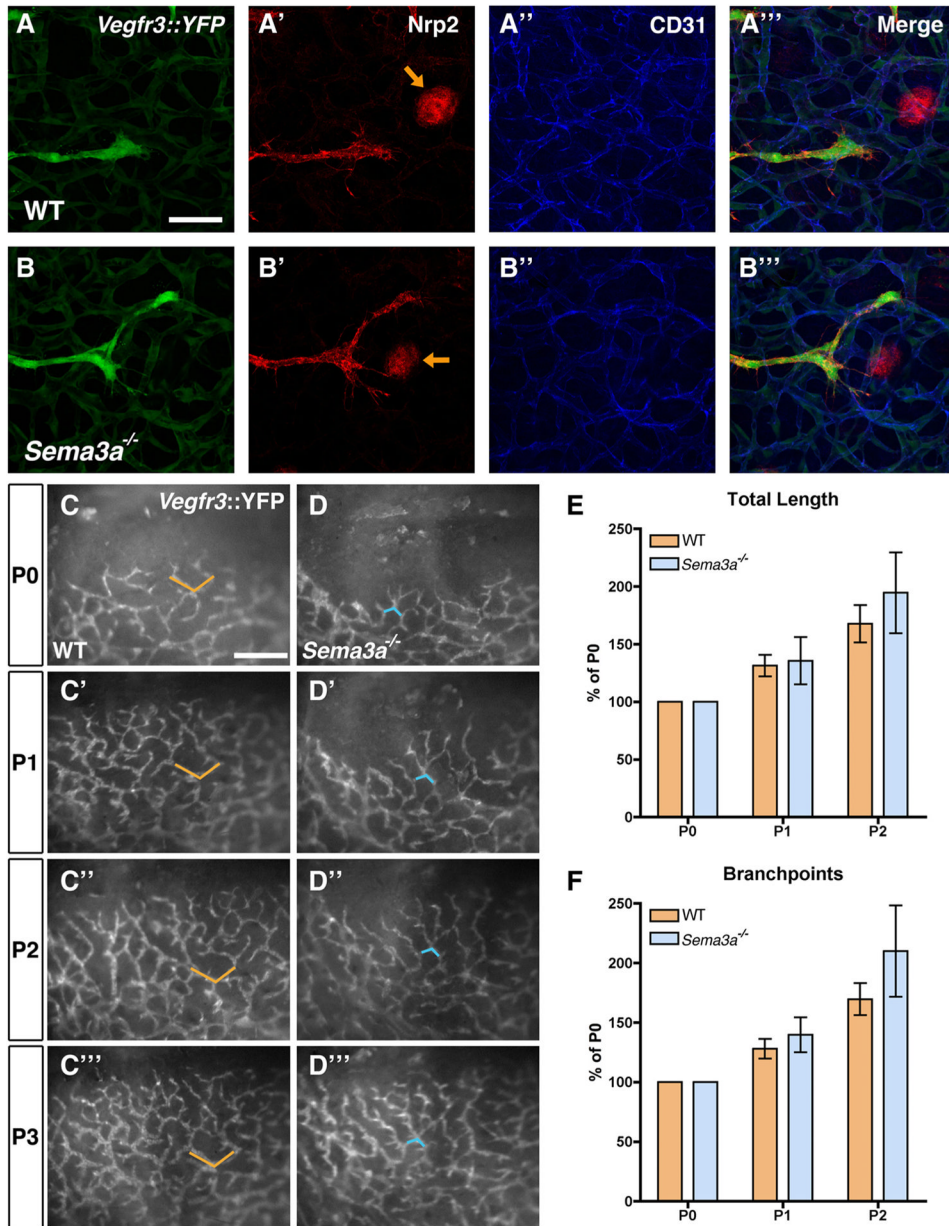 A Vegfr3::YFP
A' Nrp2
A'' CD31
A''' Merge
WT
B
B'
B''
B'''
Sema3a-/-
P0
C Vegfr3::YFP
WT
D
Sema3a-/-
P1
C'
D'
P2
C''
D''
P3
C'''
D'''
E
Total Length
WT
Sema3a-/-
% of P0
250
200
150
100
50
0
P0 P1 P2
F
Branchpoints
WT
Sema3a-/-
% of P0
250
200
150
100
50
0
P0 P1 P2